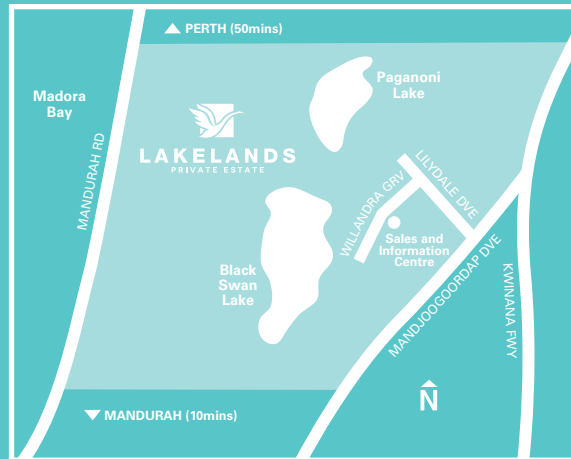 PERTH (50mins)
Madora
Bay
Paganoni
Lake
MANDURAH RD
LAKELANDS
PRIVATE ESTATE
LILYDALE DVE
WILLANDRA GRV
Sales and
Information
Centre
Black
Swan
Lake
MANDJOOGOORDAP DVE
KWINANA FWY
N
MANDURAH (10mins)